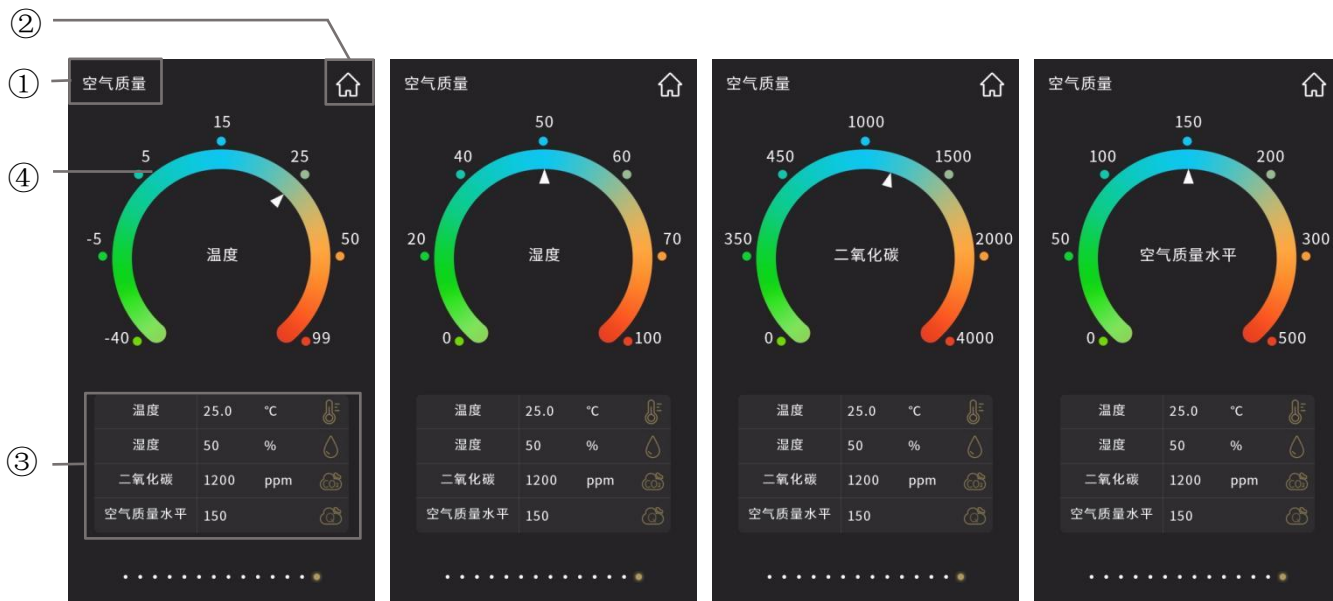 ②
①
空气质量
15
5
25
④
-5
50
温度
-40
99
③
温度 25.0 ℃
湿度 50 %
二氧化碳 1200 ppm CO₂
空气质量水平 150
空气质量
50
40
60
20
70
湿度
0
100
温度 25.0 ℃
湿度 50 %
二氧化碳 1200 ppm CO₂
空气质量水平 150
空气质量
1000
450
1500
350
2000
二氧化碳
0
4000
温度 25.0 ℃
湿度 50 %
二氧化碳 1200 ppm CO₂
空气质量水平 150
空气质量
150
100
200
50
300
空气质量水平
0
500
温度 25.0 ℃
湿度 50 %
二氧化碳 1200 ppm CO₂
空气质量水平 150